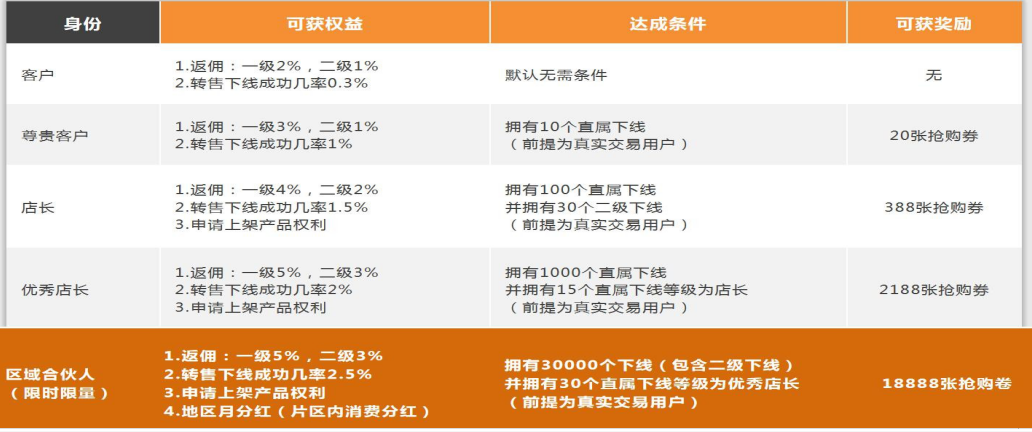 身份 可获权益 达成条件 可获奖励
客户
1.返佣：一级2%，二级1%
2.转售下线成功几率0.3%
默认无需条件
无
尊贵客户
1.返佣：一级3%，二级1%
2.转售下线成功几率1%
拥有10个直属下线
（前提为真实交易用户）
20张抢购券
店长
1.返佣：一级4%，二级2%
2.转售下线成功几率1.5%
3.申请上架产品权利
拥有100个直属下线
并拥有30个二级下线
（前提为真实交易用户）
388张抢购券
优秀店长
1.返佣：一级5%，二级3%
2.转售下线成功几率2%
3.申请上架产品权利
拥有1000个直属下线
并拥有15个直属下线等级为店长
（前提为真实交易用户）
2188张抢购券
区域合伙人
（限时限量）
1.返佣：一级5%，二级3%
2.转售下线成功几率2.5%
3.申请上架产品权利
4.地区月分红（片区内消费分红）
拥有30000个下线（包含二级下线）
并拥有30个直属下线等级为优秀店长
（前提为真实交易用户）
18888张抢购卷